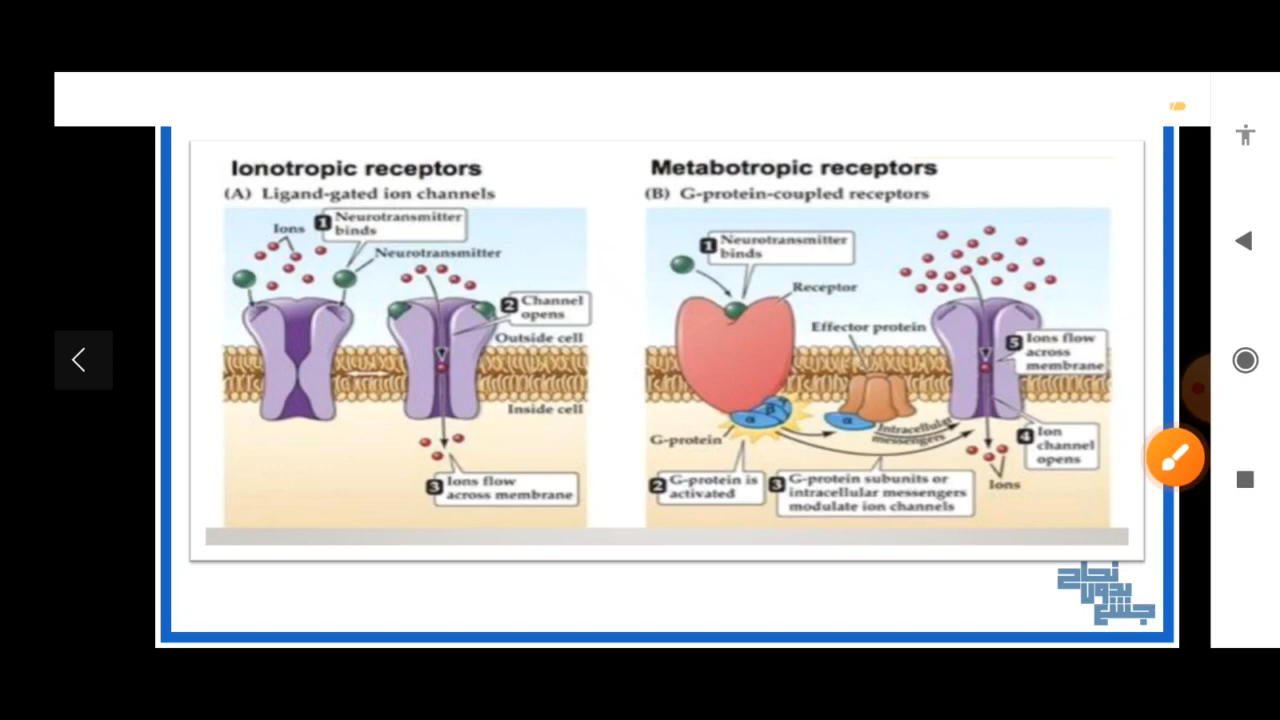 Ionotropic receptors
(A) Ligand-gated ion channels
Ions
1 Neurotransmitter
binds
Neurotransmitter
2 Channel
opens
Outside cell
Inside cell
3 Ions flow
across membrane
Metabotropic receptors
(B) G-protein-coupled receptors
1 Neurotransmitter
binds
Receptor
Effector protein
5 Ions flow
across
membrane
γ
β
α
α
Intracellular
messengers
G-protein
4 Ion
channel
opens
2 G-protein is
activated
3 G-protein subunits or
intracellular messengers
modulate ion channels
Ions
نجاح
بدون
جشع